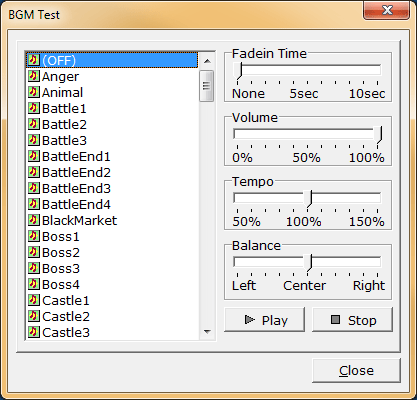 BGM Test
(OFF)
Anger
Animal
Battle1
Battle2
Battle3
BattleEnd1
BattleEnd2
BattleEnd3
BattleEnd4
BlackMarket
Boss1
Boss2
Boss3
Boss4
Castle1
Castle2
Castle3
Fadein Time
None 5sec 10sec
Volume
0% 50% 100%
Tempo
50% 100% 150%
Balance
Left Center Right
Play Stop
Close